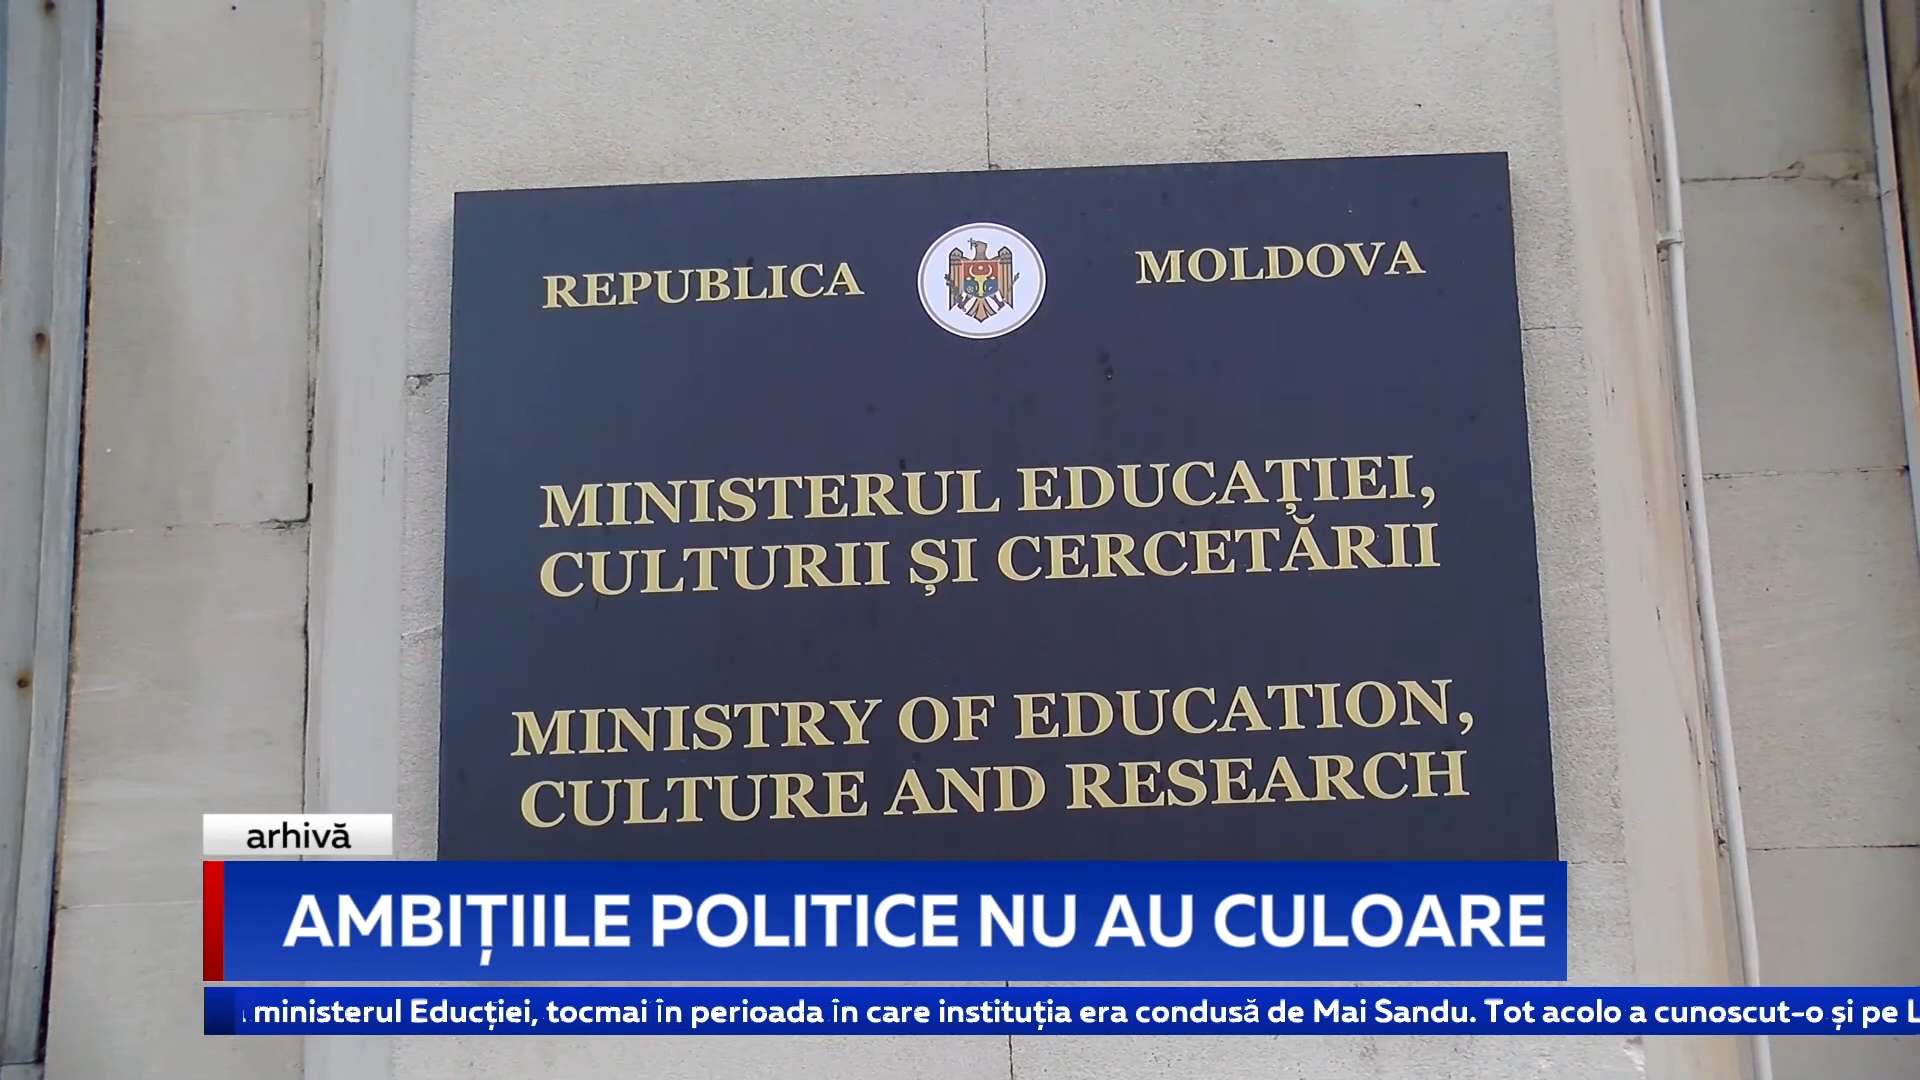 REPUBLICA MOLDOVA
MINISTERUL EDUCAȚIEI,
CULTURII ȘI CERCETĂRII
MINISTRY OF EDUCATION,
CULTURE AND RESEARCH
arhivă
AMBIȚIILE POLITICE NU AU CULOARE
ministerul Educției, tocmai în perioada în care instituția era condusă de Mai Sandu. Tot acolo a cunoscut-o și pe